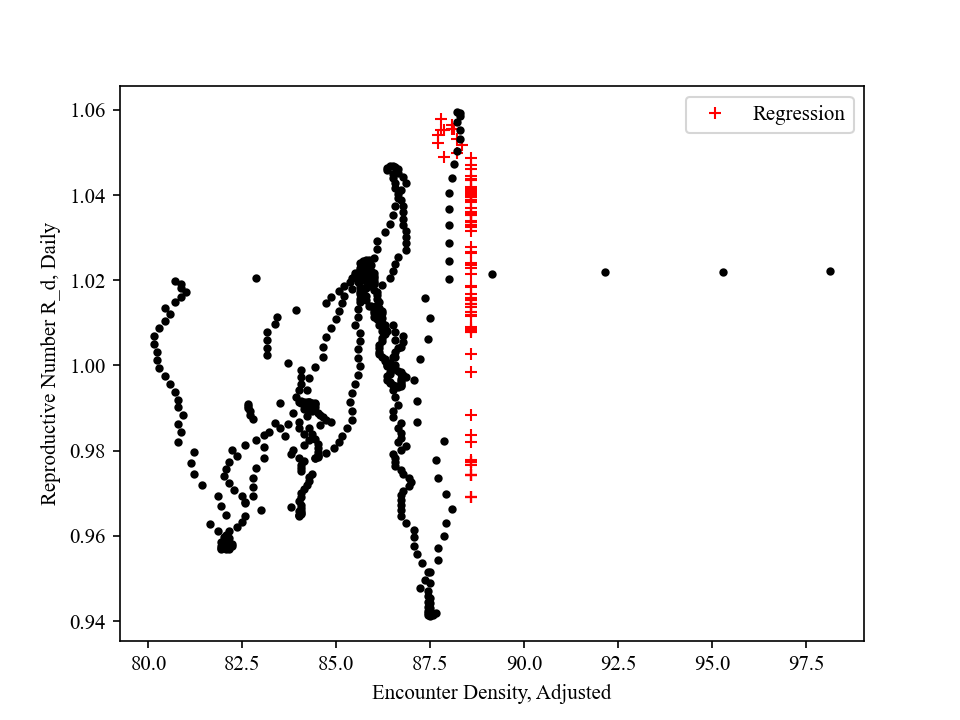 Regression
1.06
1.04
1.02
1.00
0.98
0.96
0.94
Reproductive Number R_d, Daily
80.0 82.5 85.0 87.5 90.0 92.5 95.0 97.5
Encounter Density, Adjusted